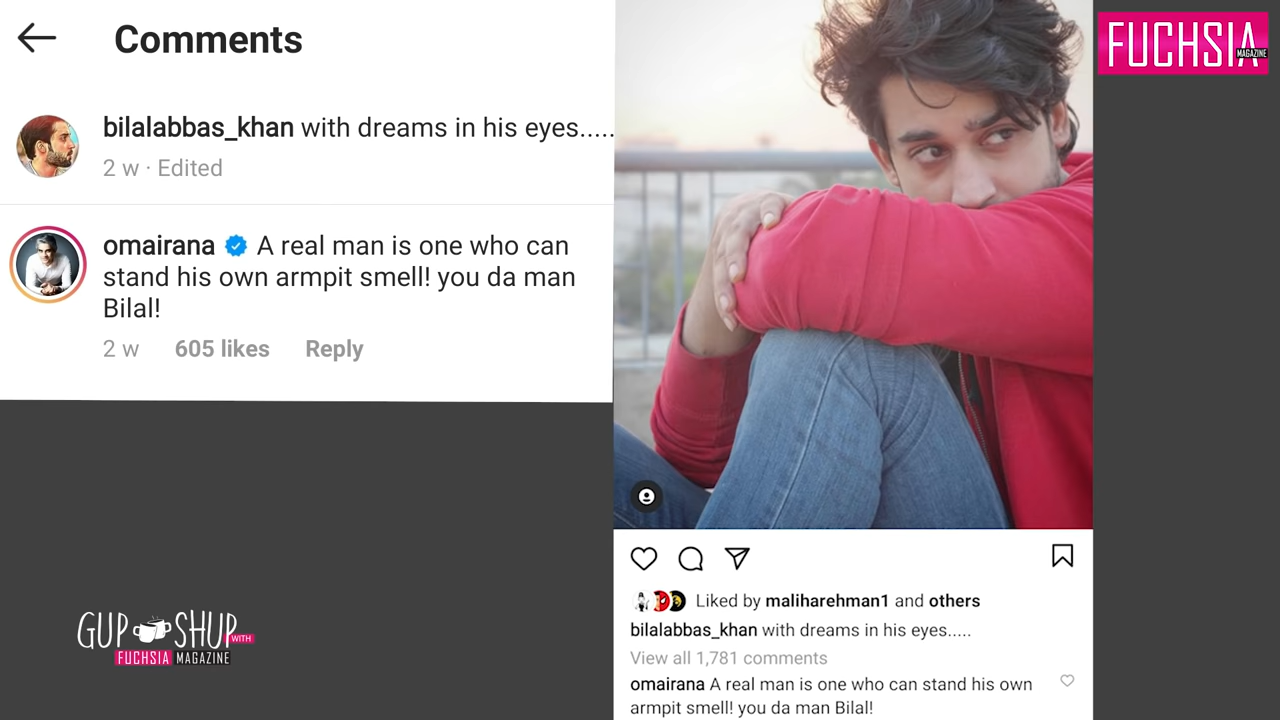 Comments
bilalabbas_khan with dreams in his eyes.....
2 w · Edited
omairana A real man is one who can
stand his own armpit smell! you da man
Bilal!
2 w 605 likes Reply
GUP SHUP
WITH
FUCHSIA MAGAZINE
FUCHSIA
MAGAZINE
Liked by maliharehman1 and others
bilalabbas_khan with dreams in his eyes.....
View all 1,781 comments
omairana A real man is one who can stand his own
armpit smell! you da man Bilal!